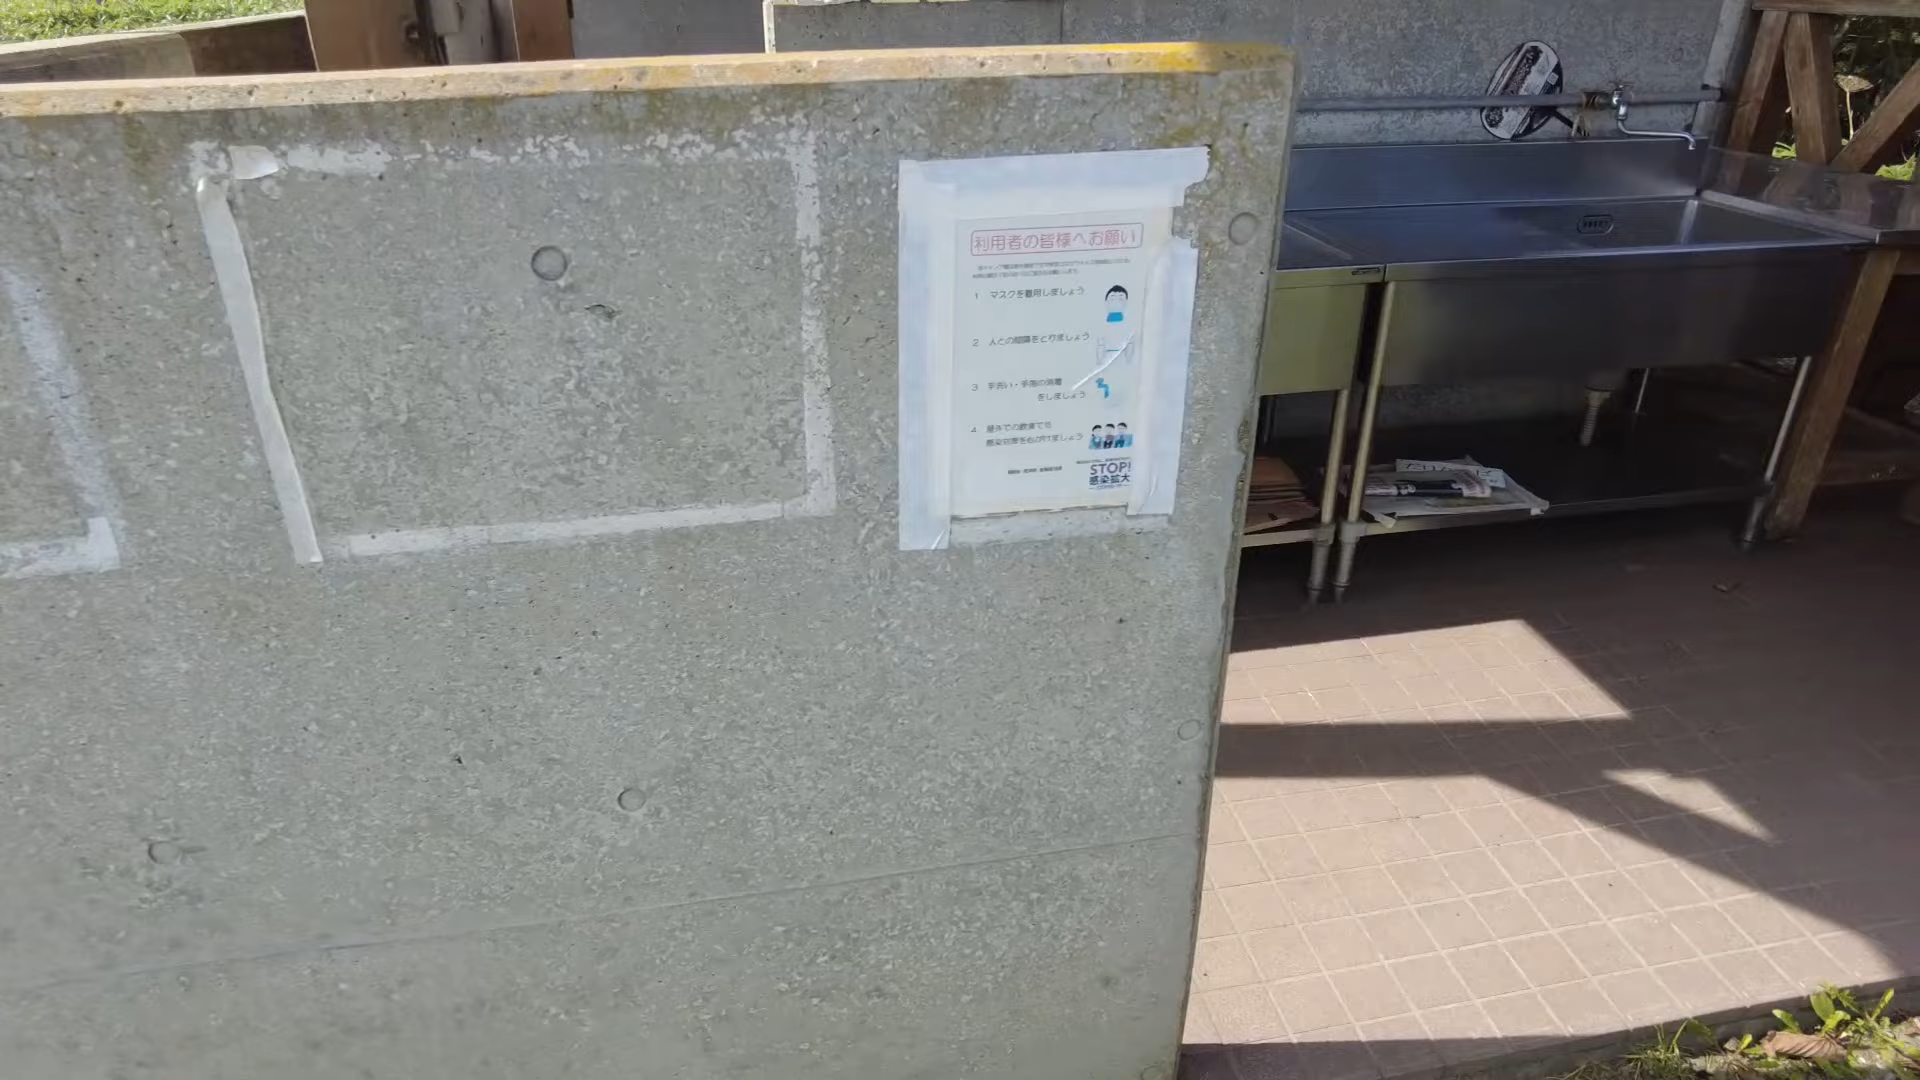 利用者の皆様へお願い
1 マスクを着用しましょう
2 人との間隔をとりましょう
3 手洗い・手指の消毒
をしましょう
4 屋外での飲食でも
感染対策を心がけましょう
STOP!
感染拡大